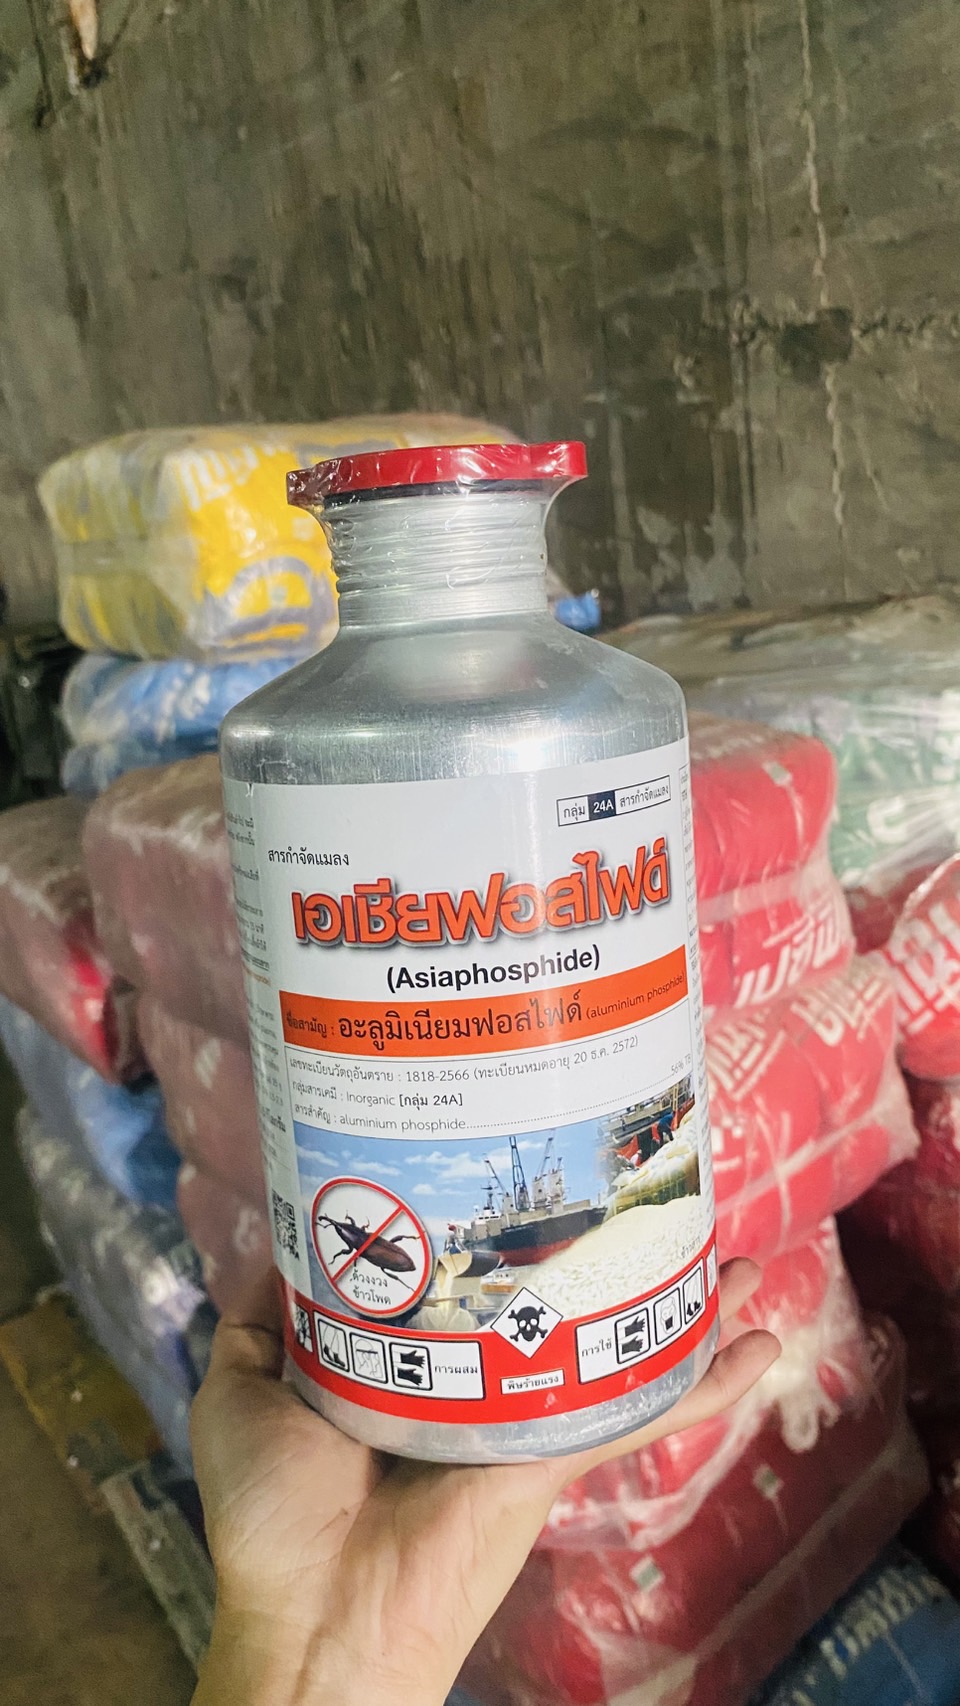 กลุ่ม 24A สารกำจัดแมลง
สารกำจัดแมลง
เอเชียฟอสไฟด์
(Asiaphosphide)
ชื่อสามัญ : อะลูมิเนียมฟอสไฟด์ (aluminium phosphide)
เลขทะเบียนวัตถุอันตราย : 1818-2566 (ทะเบียนหมดอายุ 20 ธ.ค. 2572)
กลุ่มสารเคมี : Inorganic [กลุ่ม 24A]
สารสำคัญ : aluminium phosphide........................ 56%
ด้วงงวง
ข้าวโพด
การผสม
พิษร้ายแรง
การใช้